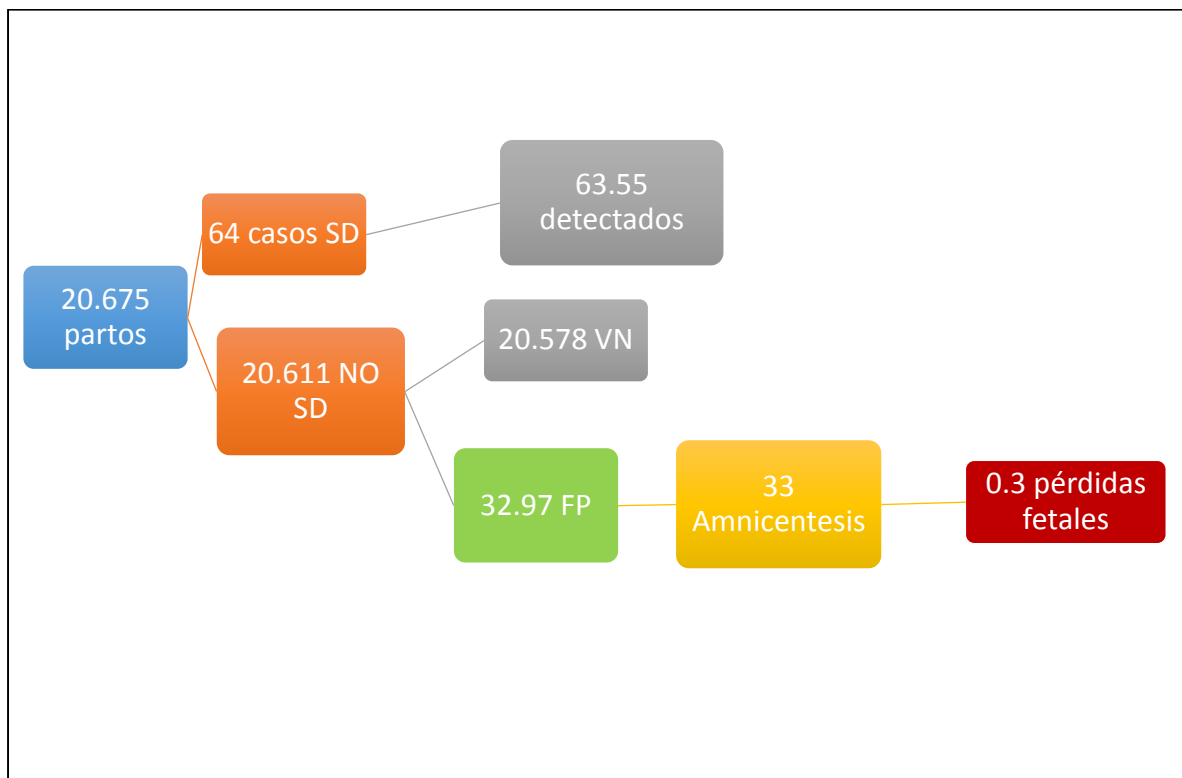 63.55
detectados
64 casos SD
20.675
partos
20.578 VN
20.611 NO
SD
32.97 FP
33
Amnicentesis
0.3 pérdidas
fetales